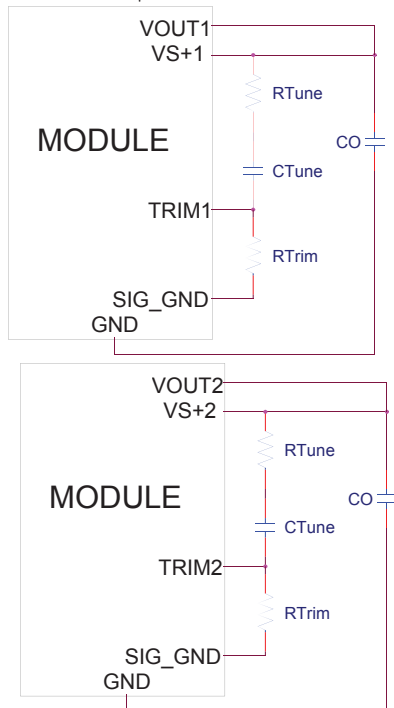 VOUT1
VS+1
RTune
MODULE
CO
CTune
TRIM1
RTrim
SIG_GND
GND
VOUT2
VS+2
RTune
MODULE
CO
CTune
TRIM2
RTrim
SIG_GND
GND